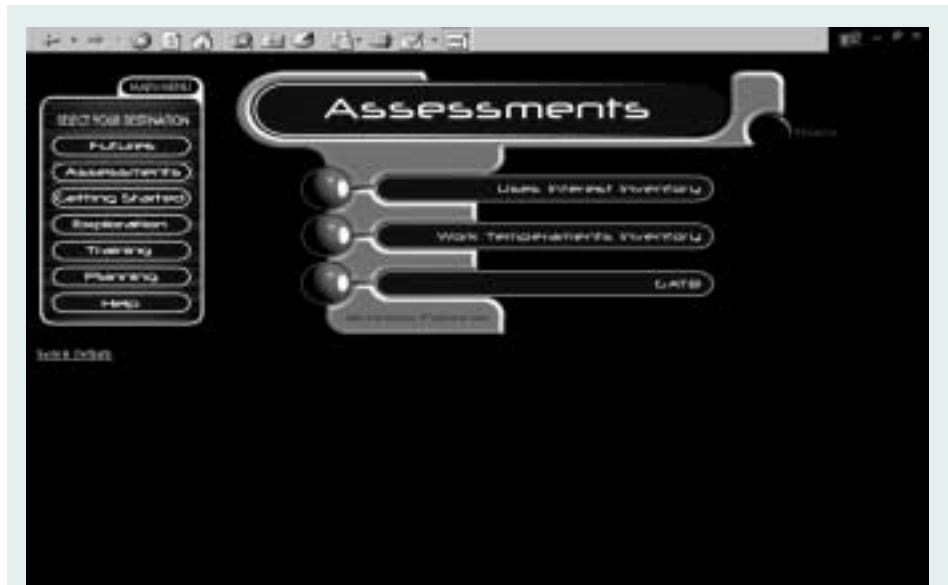 MAIN MENU
SELECT YOUR DESTINATION
Futures
Assessments
Getting Started
Exploration
Training
Planning
Help
Assessments
Uses Interest Inventory
Work Temperaments Inventory
GATB